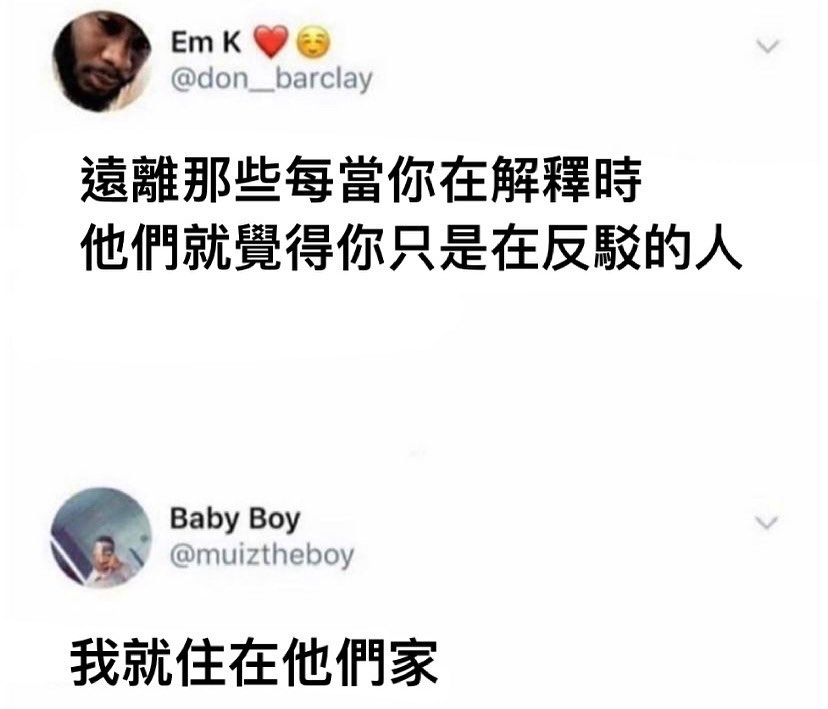 Em K ❤️☺️
@don__barclay
遠離那些每當你在解釋時
他們就覺得你只是在反駁的人
Baby Boy
@muiztheboy
我就住在他們家